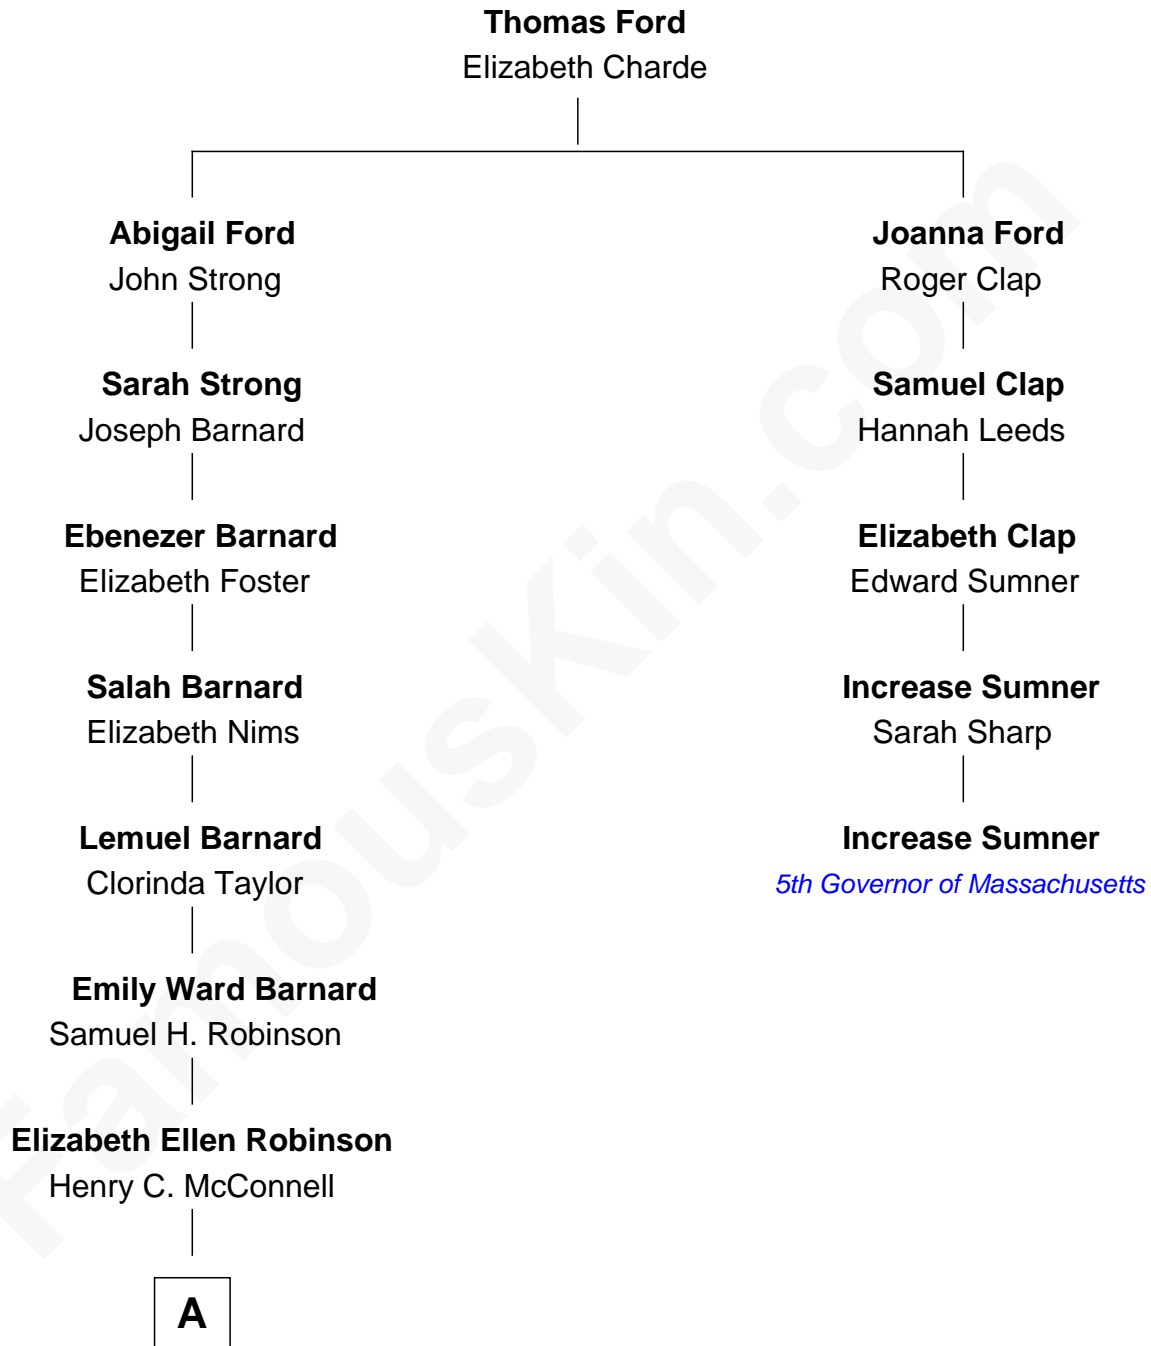 Thomas Ford
Elizabeth Charde
Abigail Ford
John Strong
Sarah Strong
Joseph Barnard
Ebenezer Barnard
Elizabeth Foster
Salah Barnard
Elizabeth Nims
Lemuel Barnard
Clorinda Taylor
Emily Ward Barnard
Samuel H. Robinson
Elizabeth Ellen Robinson
Henry C. McConnell
A
Joanna Ford
Roger Clap
Samuel Clap
Hannah Leeds
Elizabeth Clap
Edward Sumner
Increase Sumner
Sarah Sharp
Increase Sumner
5th Governor of Massachusetts
FamousKin.com